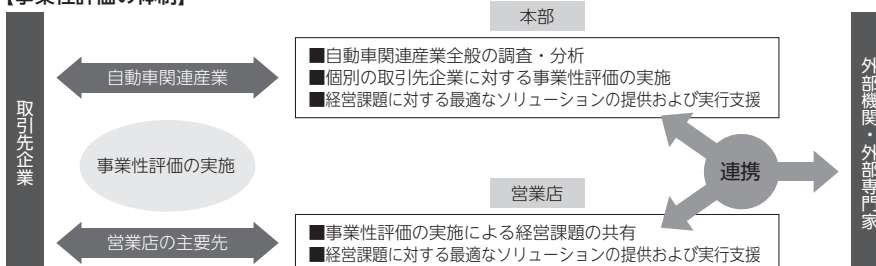 【事業性評価の体制】
本部
■自動車関連産業全般の調査・分析
■個別の取引先企業に対する事業性評価の実施
■経営課題に対する最適なソリューションの提供および実行支援
自動車関連産業
取引先企業
事業性評価の実施
連携
外部機関・外部専門家
営業店
■事業性評価の実施による経営課題の共有
■経営課題に対する最適なソリューションの提供および実行支援
営業店の主要先